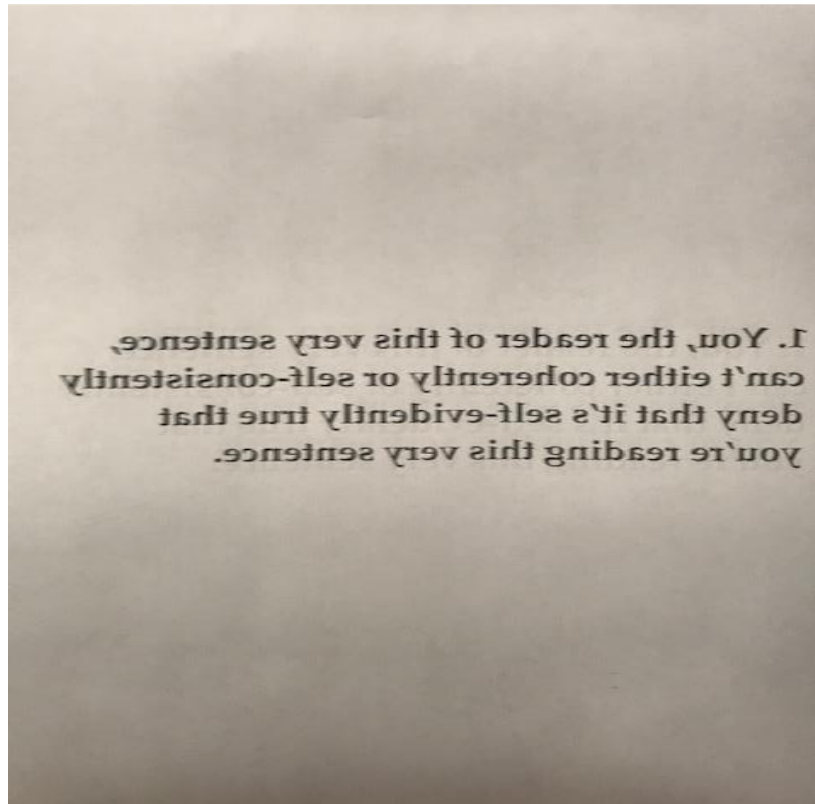 1. You, the reader of this very sentence,
can't either coherently or self-consistently
deny that it's self-evidently true that
you're reading this very sentence.